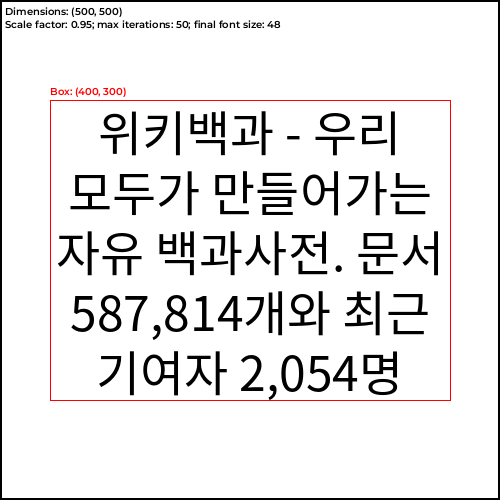 Dimensions: (500, 500)
Scale factor: 0.95; max iterations: 50; final font size: 48
Box: (400, 300)
위키백과 - 우리
모두가 만들어가는
자유 백과사전. 문서
587,814개와 최근
기여자 2,054명